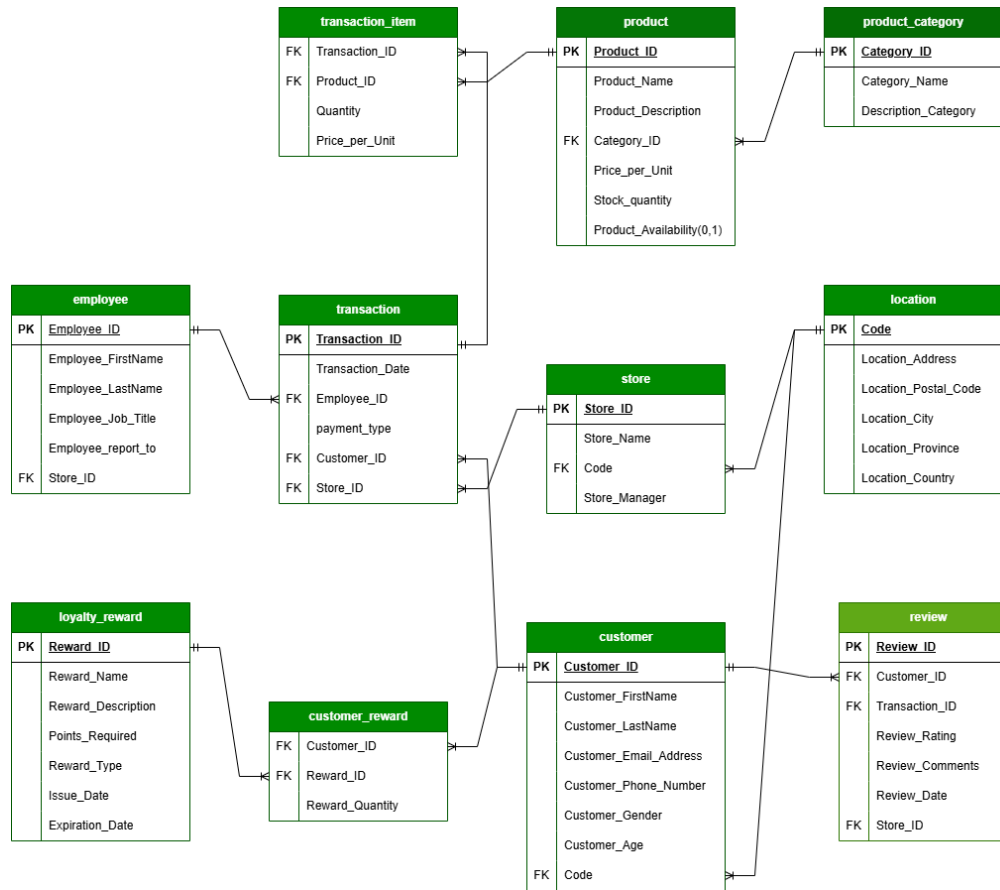 transaction_item
FK Transaction_ID
FK Product_ID
Quantity
Price_per_Unit
product
PK Product_ID
Product_Name
Product_Description
FK Category_ID
Price_per_Unit
Stock_quantity
Product_Availability(0,1)
product_category
PK Category_ID
Category_Name
Description_Category
employee
PK Employee_ID
Employee_FirstName
Employee_LastName
Employee_Job_Title
Employee_report_to
FK Store_ID
transaction
PK Transaction_ID
Transaction_Date
FK Employee_ID
payment_type
FK Customer_ID
FK Store_ID
store
PK Store_ID
Store_Name
FK Code
Store_Manager
location
PK Code
Location_Address
Location_Postal_Code
Location_City
Location_Province
Location_Country
loyalty_reward
PK Reward_ID
Reward_Name
Reward_Description
Points_Required
Reward_Type
Issue_Date
Expiration_Date
customer_reward
FK Customer_ID
FK Reward_ID
Reward_Quantity
customer
PK Customer_ID
Customer_FirstName
Customer_LastName
Customer_Email_Address
Customer_Phone_Number
Customer_Gender
Customer_Age
FK Code
review
PK Review_ID
FK Customer_ID
FK Transaction_ID
Review_Rating
Review_Comments
Review_Date
FK Store_ID